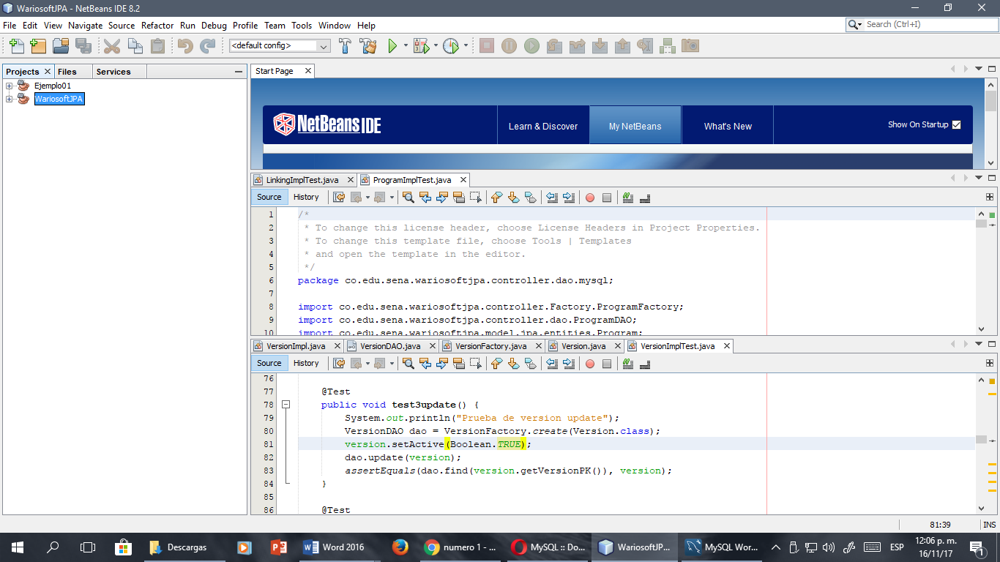 WariosoftJPA - NetBeans IDE 8.2
File Edit View Navigate Source Refactor Run Debug Profile Team Tools Window Help
Search (Ctrl+I)
<default config>
Projects Files Services
Start Page
Ejemplo01
WariosoftJPA
NetBeans IDE
Learn & Discover
My NetBeans
What's New
Show On Startup
LinkingImplTest.java
ProgramImplTest.java
Source History
1 /*
2 * To change this license header, choose License Headers in Project Properties.
3 * To change this template file, choose Tools | Templates
4 * and open the template in the editor.
5 */
6 package co.edu.sena.wariosoftjpa.controller.dao.mysql;
7
8 import co.edu.sena.wariosoftjpa.controller.Factory.ProgramFactory;
9 import co.edu.sena.wariosoftjpa.controller.dao.ProgramDAO;
10 import co.edu.sena.wariosoftjpa.model.jpa.entities.Program;
VersionImpl.java VersionDAO.java VersionFactory.java Version.java VersionImplTest.java
Source History
76
77 @Test
78 public void test3update() {
79 System.out.println("Prueba de version update");
80 VersionDAO dao = VersionFactory.create(Version.class);
81 version.setActive(Boolean.TRUE);
82 dao.update(version);
83 assertEquals(dao.find(version.getVersionPK()), version);
84 }
85
86 @Test
81:39 INS
Descargas
Word 2016
numero 1 - ...
MySQL :: Do...
WariosoftJP...
MySQL Wor...
ESP
12:06 p. m.
16/11/17
1